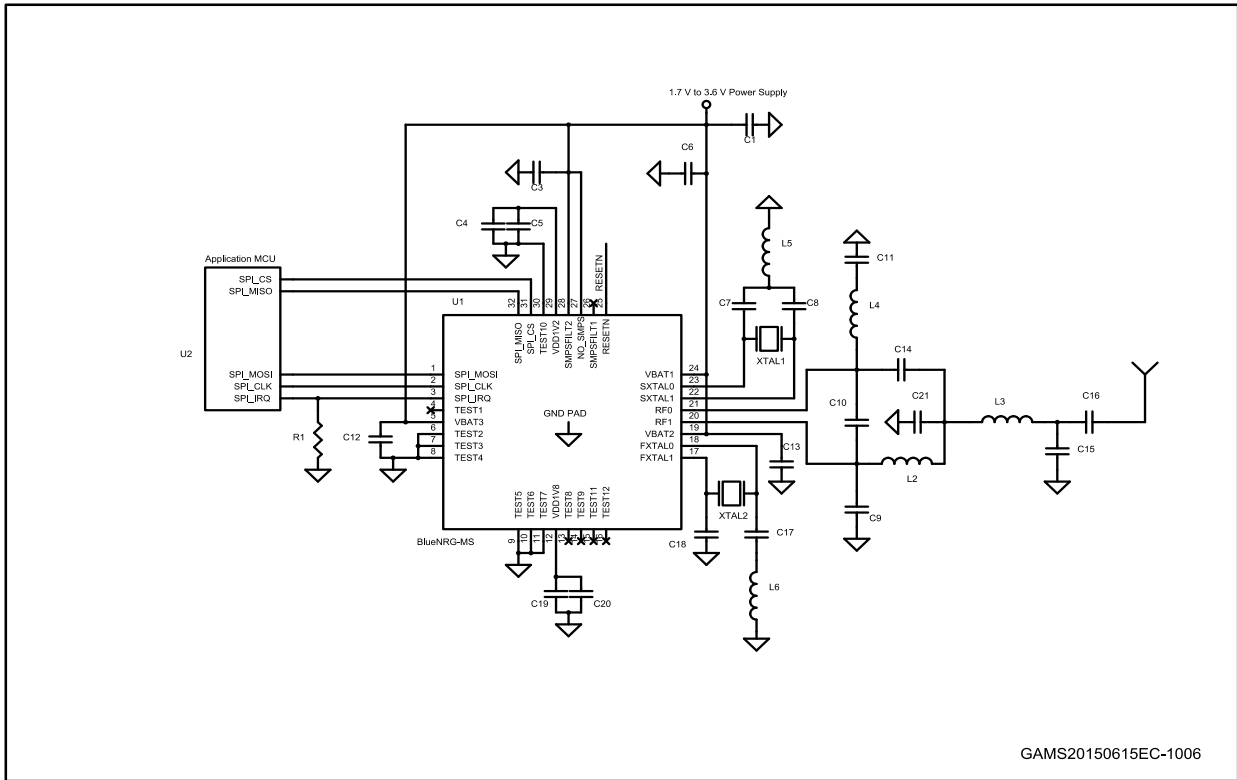 1.7 V to 3.6 V Power Supply
C1
C6
C3
C4
C5
L5
C11
RESETN
Application MCU
SPI_CS
SPI_MISO
U2
SPI_MOSI
SPI_CLK
SPI_IRQ
U1
C7
C8
XTAL1
L4
C14
32
31
30
29
28
27
26
25
SPI_MISO
SPI_CS
TEST10
VDD1V2
SMPSFILT2
NO_SMPS
SMPSFILT1
RESETN
1
2
3
4
5
6
7
8
SPI_MOSI
SPI_CLK
SPI_IRQ
TEST1
VBAT3
TEST2
TEST3
TEST4
GND PAD
VBAT1
SXTAL0
SXTAL1
RF0
RF1
VBAT2
FXTAL0
FXTAL1
24
23
22
21
20
19
18
17
C10
C21
L3
C16
C15
L2
C13
C9
R1
C12
XTAL2
C18
C17
L6
TEST5
TEST6
TEST7
VDD1V8
TEST8
TEST9
TEST11
TEST12
9
10
11
12
13
14
15
16
BlueNRG-MS
C19
C20
GAMS20150615EC-1006